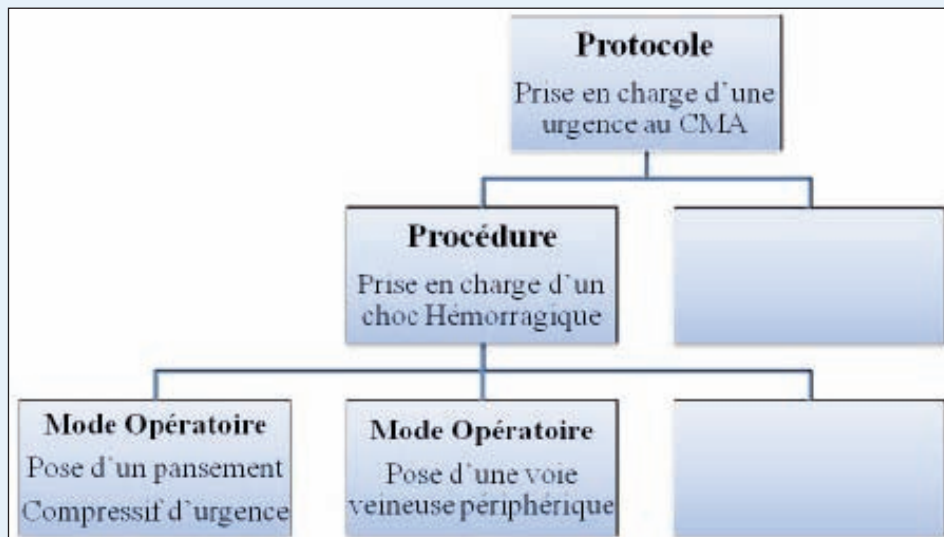 Protocole
Prise en charge d'une
urgence au CMA
Procédure
Prise en charge d'un
choc Hémorragique
Mode Opératoire
Pose d'un pansement
Compressif d'urgence
Mode Opératoire
Pose d'une voie
veineuse périphérique